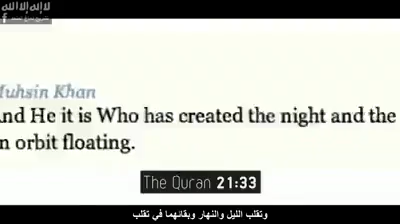 لا إله إلا الله
Muhsin Khan
And He it is Who has created the night and the
n orbit floating.
The Quran 21:33
وتقلب الليل والنهار وبقائهما في تقلب